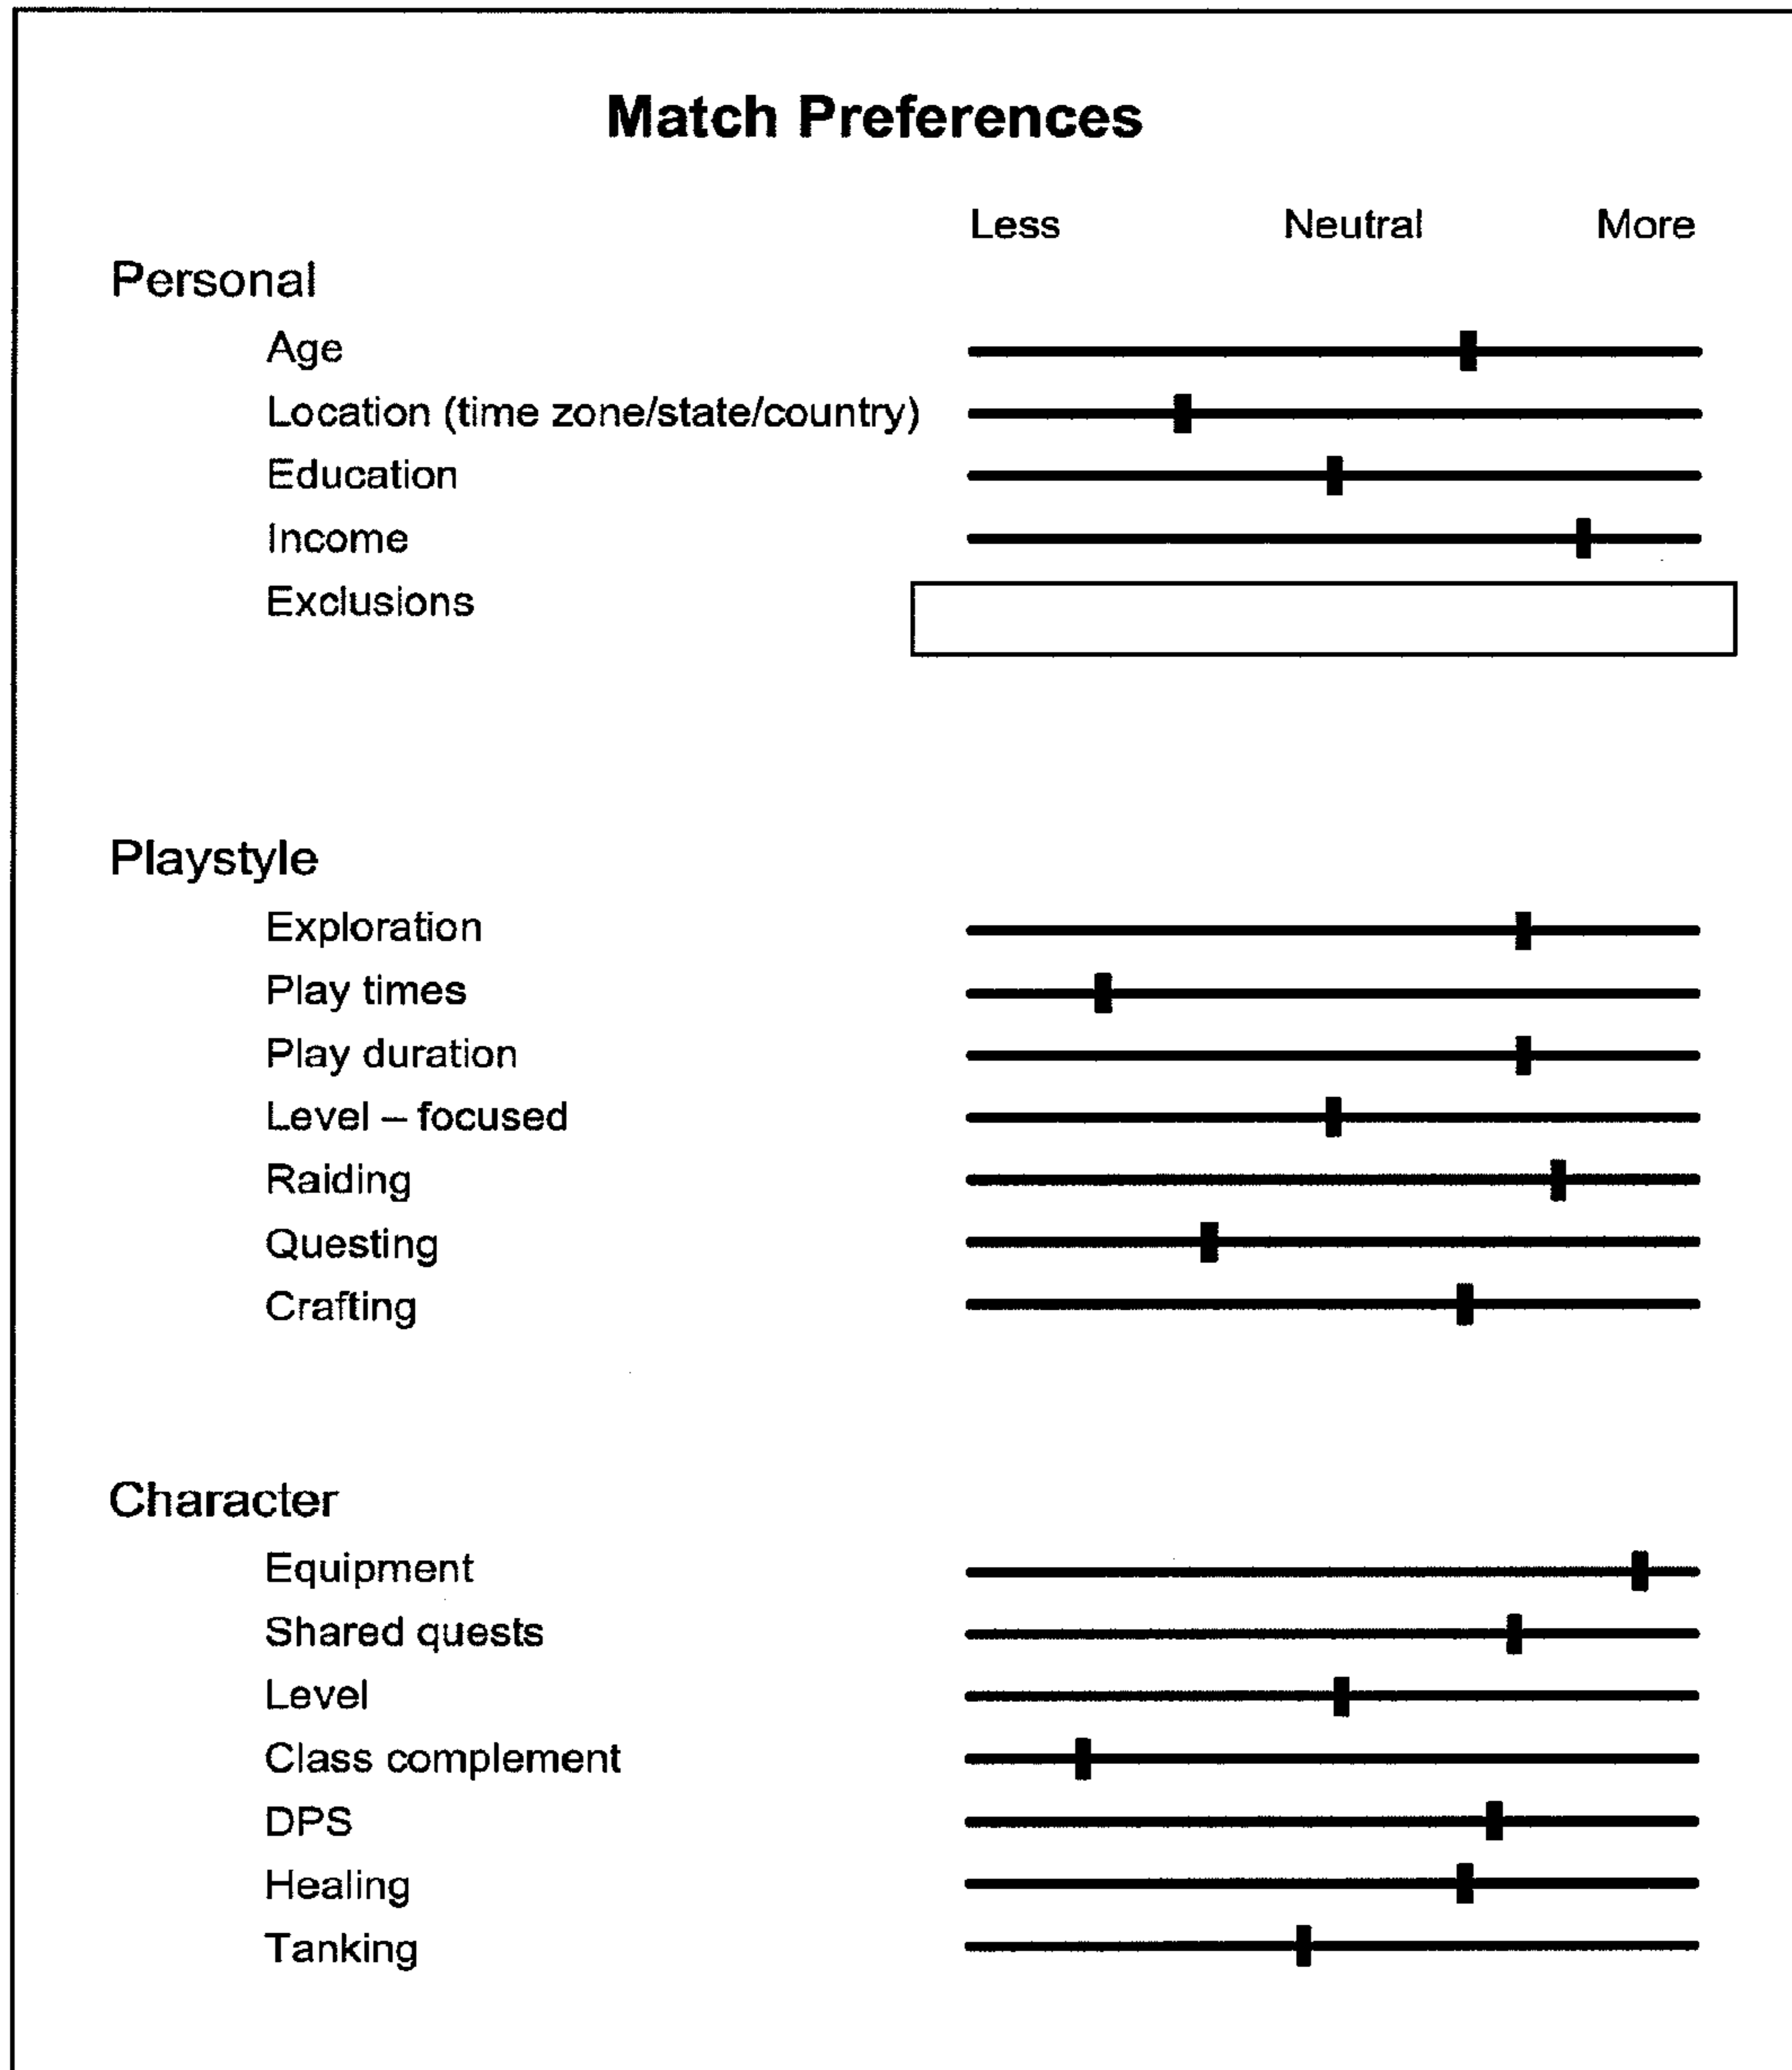 Match Preferences
Less Neutral More
Personal
Age
Location (time zone/state/country)
Education
Income
Exclusions
Playstyle
Exploration
Play times
Play duration
Level – focused
Raiding
Questing
Crafting
Character
Equipment
Shared quests
Level
Class complement
DPS
Healing
Tanking